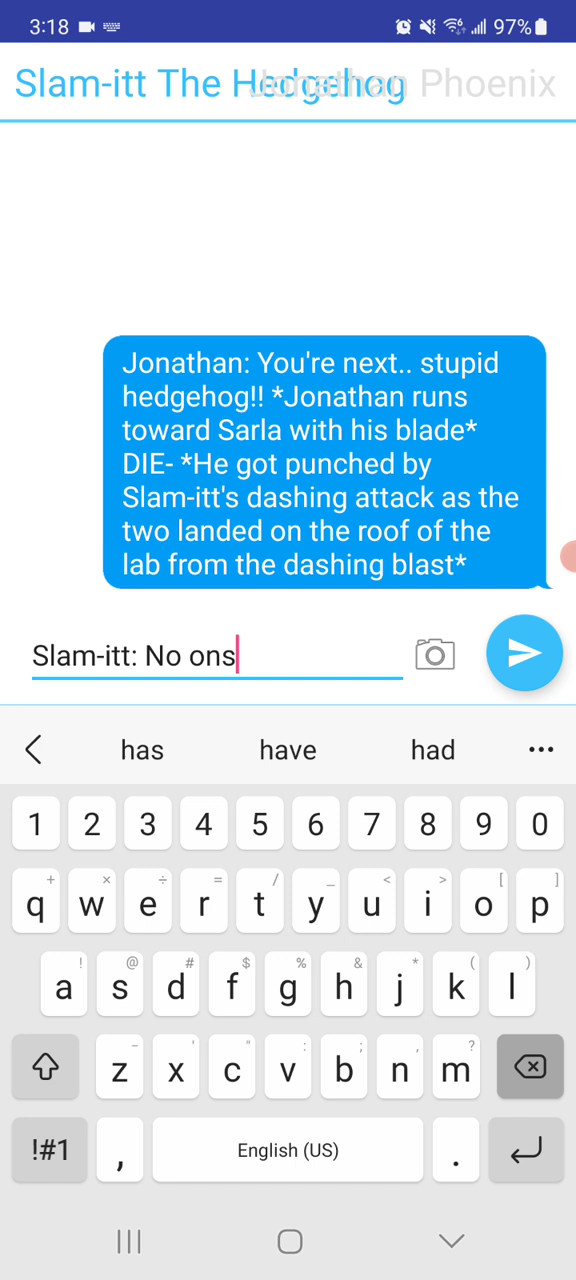 3:18 97%
Slam-itt The Hedgehog Jonathan Phoenix
Jonathan: You're next.. stupid
hedgehog!! *Jonathan runs
toward Sarla with his blade*
DIE- *He got punched by
Slam-itt's dashing attack as the
two landed on the roof of the
lab from the dashing blast*
Slam-itt: No ons
has have had
1 2 3 4 5 6 7 8 9 0
+ × ÷ = / _ < > [ ]
q w e r t y u i o p
! @ # $ % & * ( )
a s d f g h j k l
- ' " : ; , ?
z x c v b n m
!#1 , English (US) .